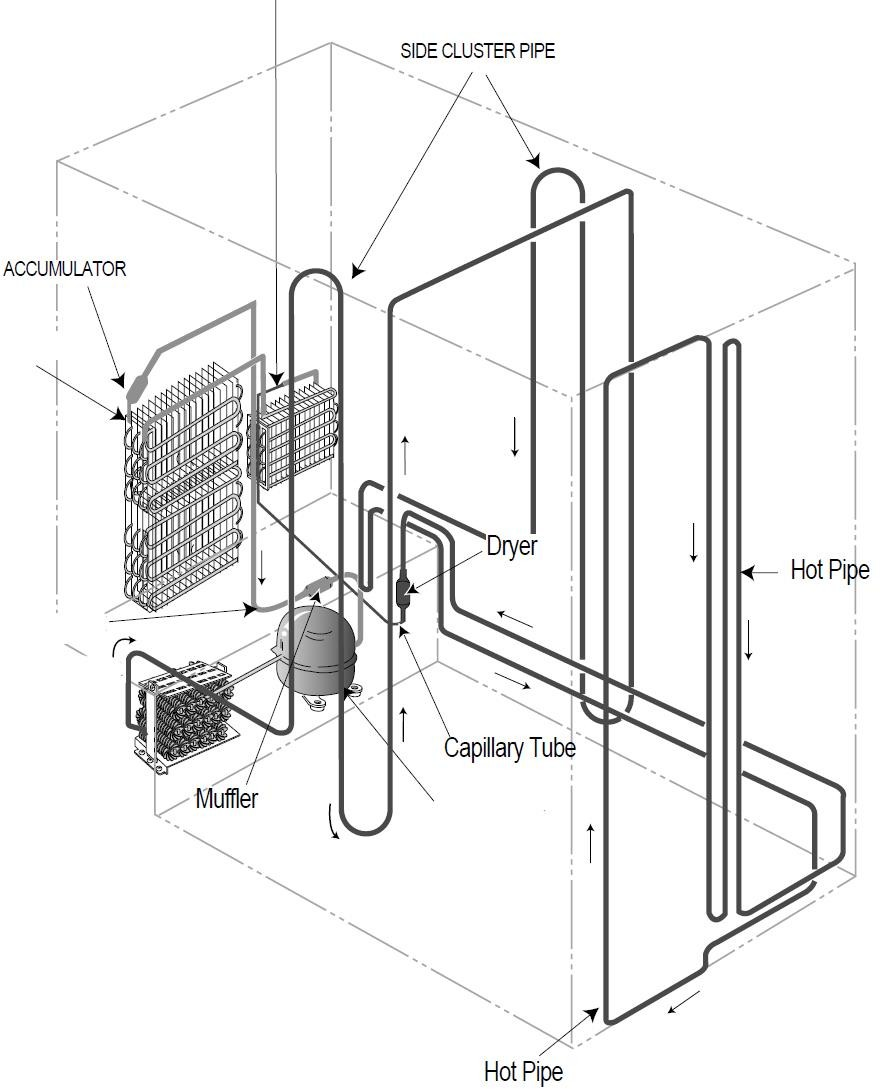 SIDE CLUSTER PIPE
ACCUMULATOR
Dryer
Hot Pipe
Capillary Tube
Muffler
Hot Pipe